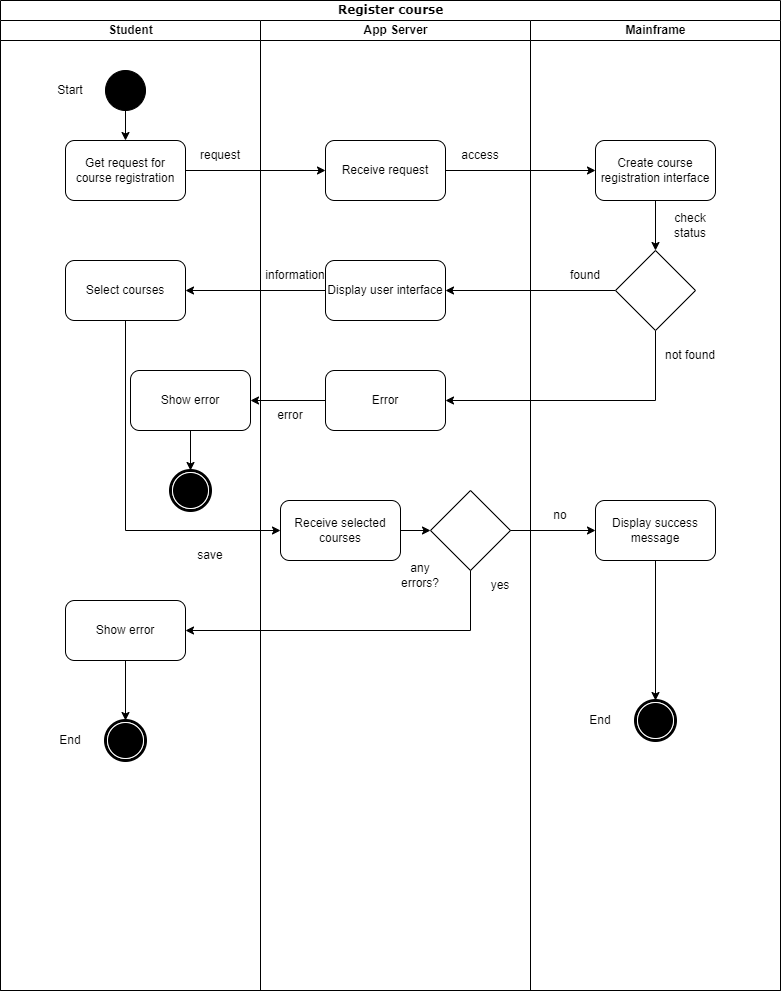 Register course
Student
App Server
Mainframe
Start
Get request for
course registration
request
Receive request
access
Create course
registration interface
check
status
Select courses
information
Display user interface
found
not found
Show error
error
Error
save
Receive selected
courses
any
errors?
no
yes
Display success
message
Show error
End
End